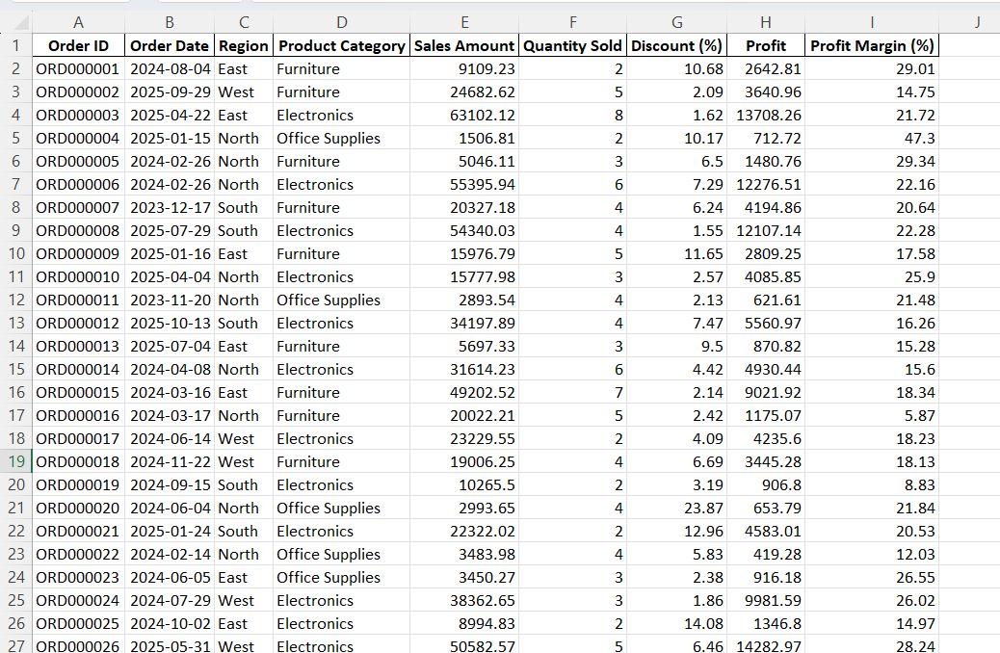 A B C D E F G H I J
1 Order ID Order Date Region Product Category Sales Amount Quantity Sold Discount (%) Profit Profit Margin (%)
2 ORD000001 2024-08-04 East Furniture 9109.23 2 10.68 2642.81 29.01
3 ORD000002 2025-09-29 West Furniture 24682.62 5 2.09 3640.96 14.75
4 ORD000003 2025-04-22 East Electronics 63102.12 8 1.62 13708.26 21.72
5 ORD000004 2025-01-15 North Office Supplies 1506.81 2 10.17 712.72 47.3
6 ORD000005 2024-02-26 North Furniture 5046.11 3 6.5 1480.76 29.34
7 ORD000006 2024-02-26 North Electronics 55395.94 6 7.29 12276.51 22.16
8 ORD000007 2023-12-17 South Furniture 20327.18 4 6.24 4194.86 20.64
9 ORD000008 2025-07-29 South Electronics 54340.03 4 1.55 12107.14 22.28
10 ORD000009 2025-01-16 East Furniture 15976.79 5 11.65 2809.25 17.58
11 ORD000010 2025-04-04 North Electronics 15777.98 3 2.57 4085.85 25.9
12 ORD000011 2023-11-20 North Office Supplies 2893.54 4 2.13 621.61 21.48
13 ORD000012 2025-10-13 South Electronics 34197.89 4 7.47 5560.97 16.26
14 ORD000013 2025-07-04 East Furniture 5697.33 3 9.5 870.82 15.28
15 ORD000014 2024-04-08 North Electronics 31614.23 6 4.42 4930.44 15.6
16 ORD000015 2024-03-16 East Furniture 49202.52 7 2.14 9021.92 18.34
17 ORD000016 2024-03-17 North Furniture 20022.21 5 2.42 1175.07 5.87
18 ORD000017 2024-06-14 West Electronics 23229.55 2 4.09 4235.6 18.23
19 ORD000018 2024-11-22 West Furniture 19006.25 4 6.69 3445.28 18.13
20 ORD000019 2024-09-15 South Electronics 10265.5 2 3.19 906.8 8.83
21 ORD000020 2024-06-04 North Office Supplies 2993.65 4 23.87 653.79 21.84
22 ORD000021 2025-01-24 South Electronics 22322.02 2 12.96 4583.01 20.53
23 ORD000022 2024-02-14 North Office Supplies 3483.98 4 5.83 419.28 12.03
24 ORD000023 2024-06-05 East Office Supplies 3450.27 3 2.38 916.18 26.55
25 ORD000024 2024-07-29 West Electronics 38362.65 3 1.86 9981.59 26.02
26 ORD000025 2024-10-02 East Electronics 8994.83 2 14.08 1346.8 14.97
27 ORD000026 2025-05-31 West Electronics 50582.57 5 6.46 14282.97 28.24